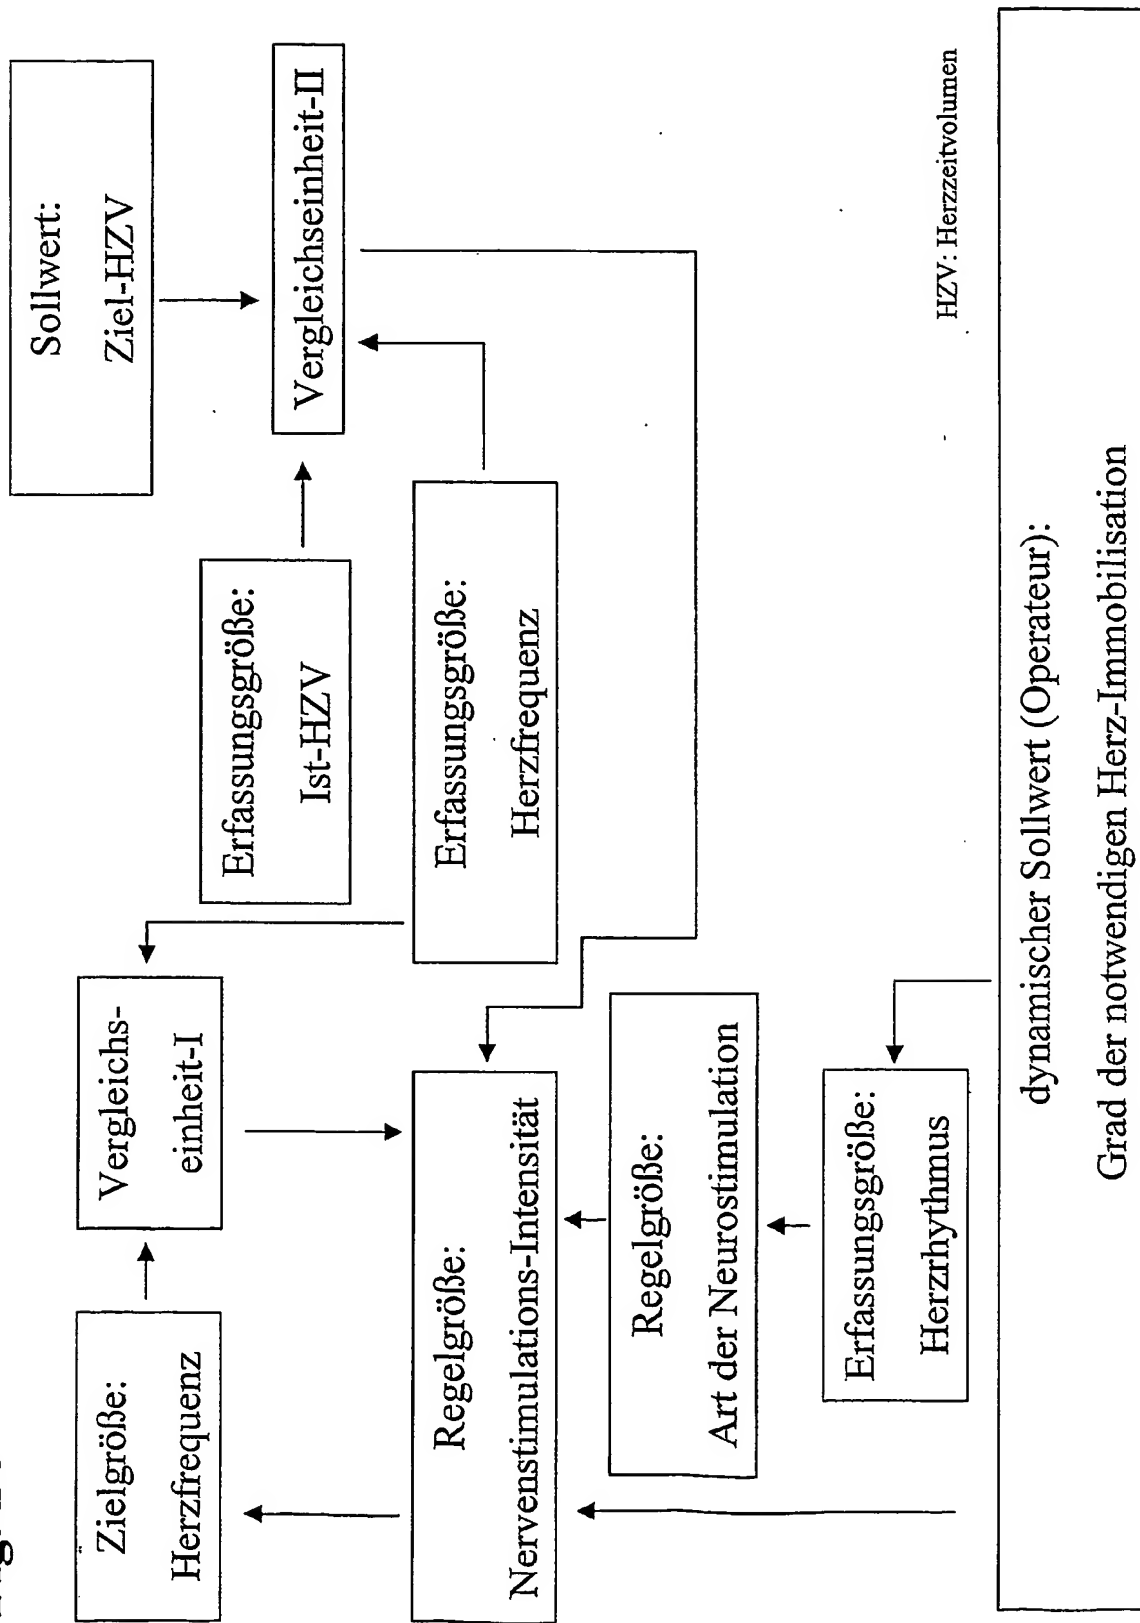 Sollwert:
Ziel-HZV
Zielgröße:
Herzfrequenz
Vergleichs-
einheit-I
Erfassungsgröße:
Ist-HZV
Vergleichseinheit-II
Regelgröße:
Nervenstimulations-Intensität
Erfassungsgröße:
Herzfrequenz
Regelgröße:
Art der Neurostimulation
Erfassungsgröße:
Herzrhythmus
HZV: Herzzeitvolumen
dynamischer Sollwert (Operateur):
Grad der notwendigen Herz-Immobilisation